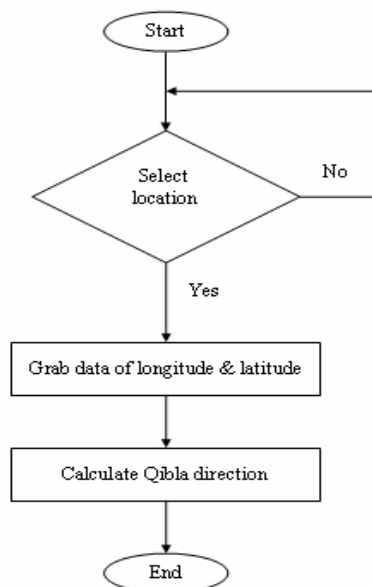 Start
Select
location
No
Yes
Grab data of longitude & latitude
Calculate Qibla direction
End